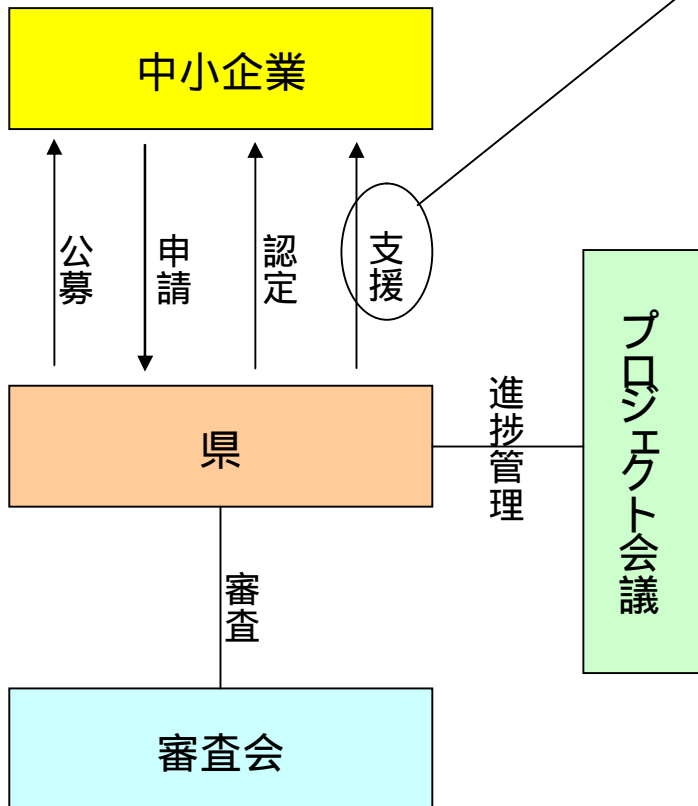 中小企業
公募
申請
認定
支援
県
進捗管理
プロジェクト会議
審査
審査会